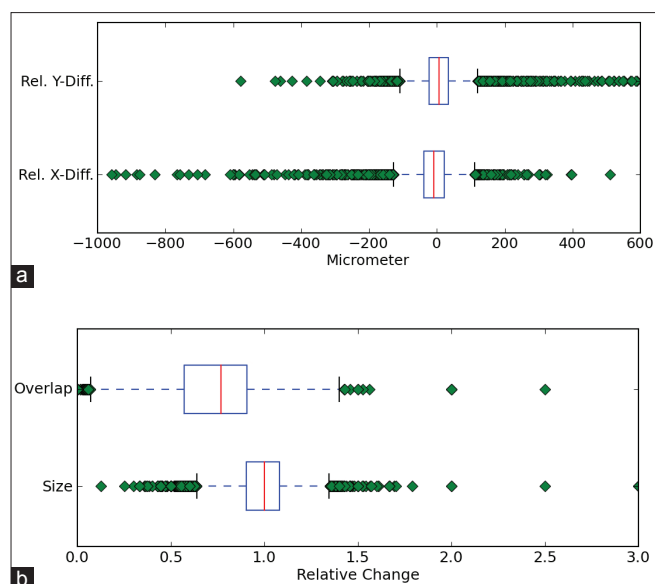 Rel. Y-Diff.
Rel. X-Diff.
−1000 −800 −600 −400 −200 0 200 400 600
Micrometer
a
Overlap
Size
0.0 0.5 1.0 1.5 2.0 2.5 3.0
Relative Change
b